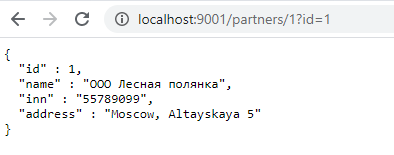 localhost:9001/partners/1?id=1
{
"id" : 1,
"name" : "ООО Лесная полянка",
"inn" : "55789099",
"address" : "Moscow, Altayskaya 5"
}